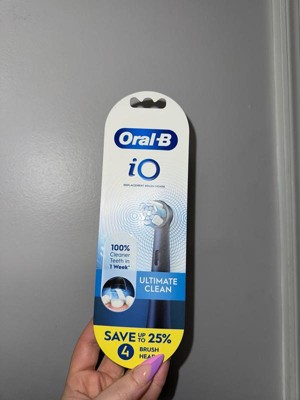 Oral-B
iO
REPLACEMENT BRUSH HEADS
100%
Cleaner
Teeth in
1 Week*
ULTIMATE
CLEAN
SAVE UP TO 25%
4 BRUSH
HEA